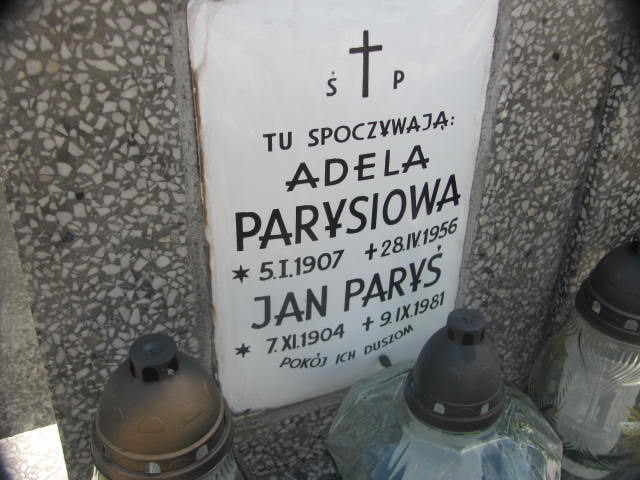 Ś P
TU SPOCZYWAJĄ:
ADELA
PARYSIOWA
* 5.I.1907 +28.IV.1956
JAN PARYŚ
* 7.XI.1904 + 9.IX.1981
POKÓJ ICH DUSZOM